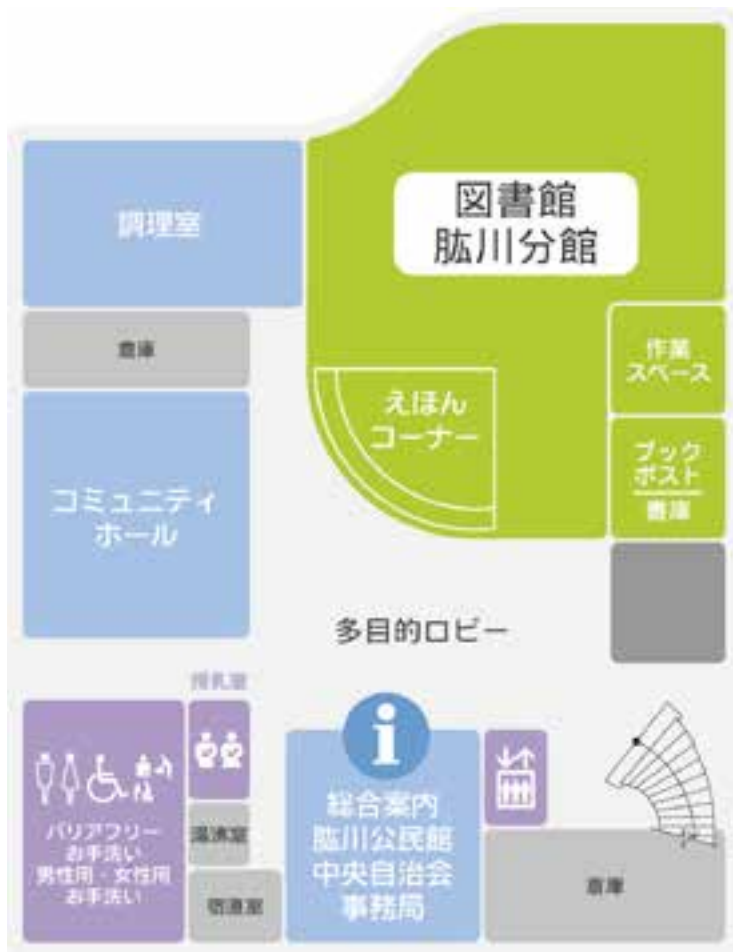 図書館
肱川分館
調理室
倉庫
作業
スペース
えほん
コーナー
ブック
ポスト
書庫
コミュニティ
ホール
多目的ロビー
授乳室
i
総合案内
肱川公民館
中央自治会
事務局
バリアフリー
お手洗い
男性用・女性用
お手洗い
湯沸室
宿直室
倉庫